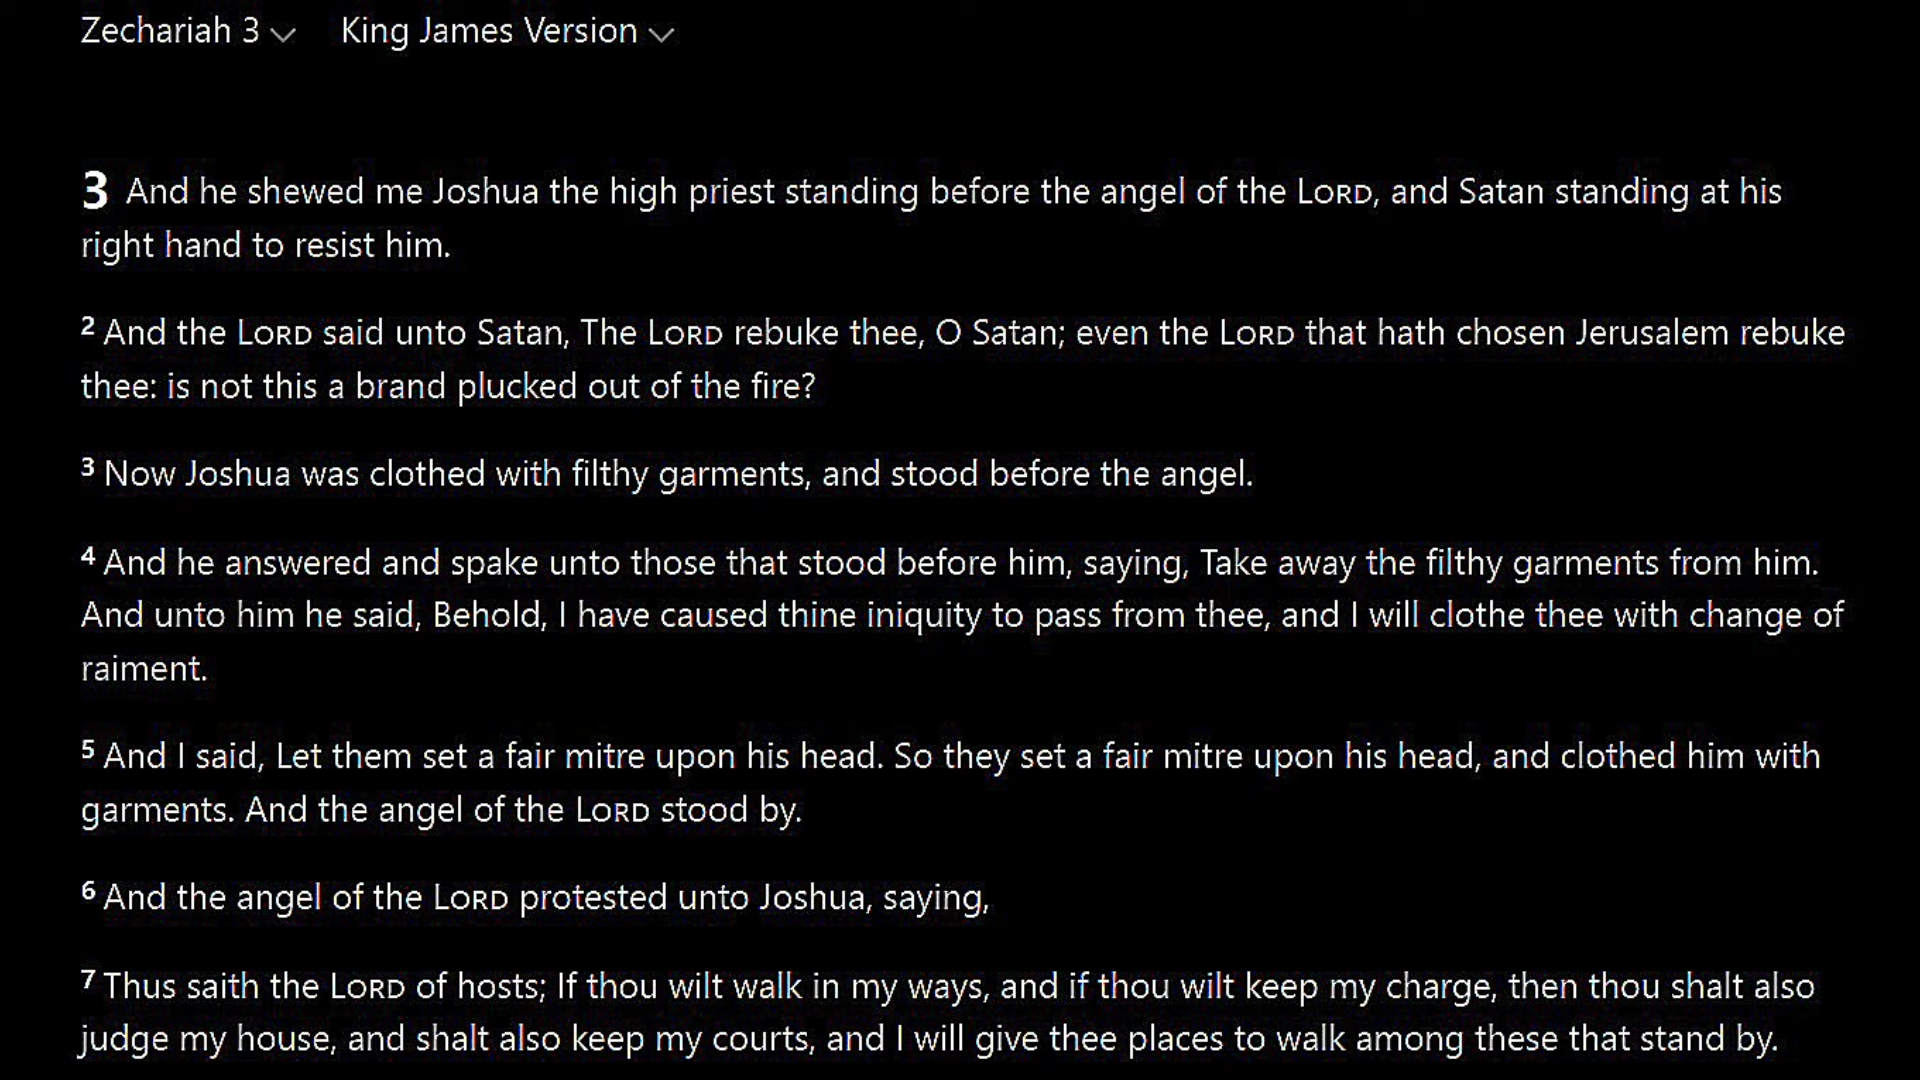 Zechariah 3 King James Version
3 And he shewed me Joshua the high priest standing before the angel of the LORD, and Satan standing at his
right hand to resist him.
2 And the LORD said unto Satan, The LORD rebuke thee, O Satan; even the LORD that hath chosen Jerusalem rebuke
thee: is not this a brand plucked out of the fire?
3 Now Joshua was clothed with filthy garments, and stood before the angel.
4 And he answered and spake unto those that stood before him, saying, Take away the filthy garments from him.
And unto him he said, Behold, I have caused thine iniquity to pass from thee, and I will clothe thee with change of
raiment.
5 And I said, Let them set a fair mitre upon his head. So they set a fair mitre upon his head, and clothed him with
garments. And the angel of the LORD stood by.
6 And the angel of the LORD protested unto Joshua, saying,
7 Thus saith the LORD of hosts; If thou wilt walk in my ways, and if thou wilt keep my charge, then thou shalt also
judge my house, and shalt also keep my courts, and I will give thee places to walk among these that stand by.